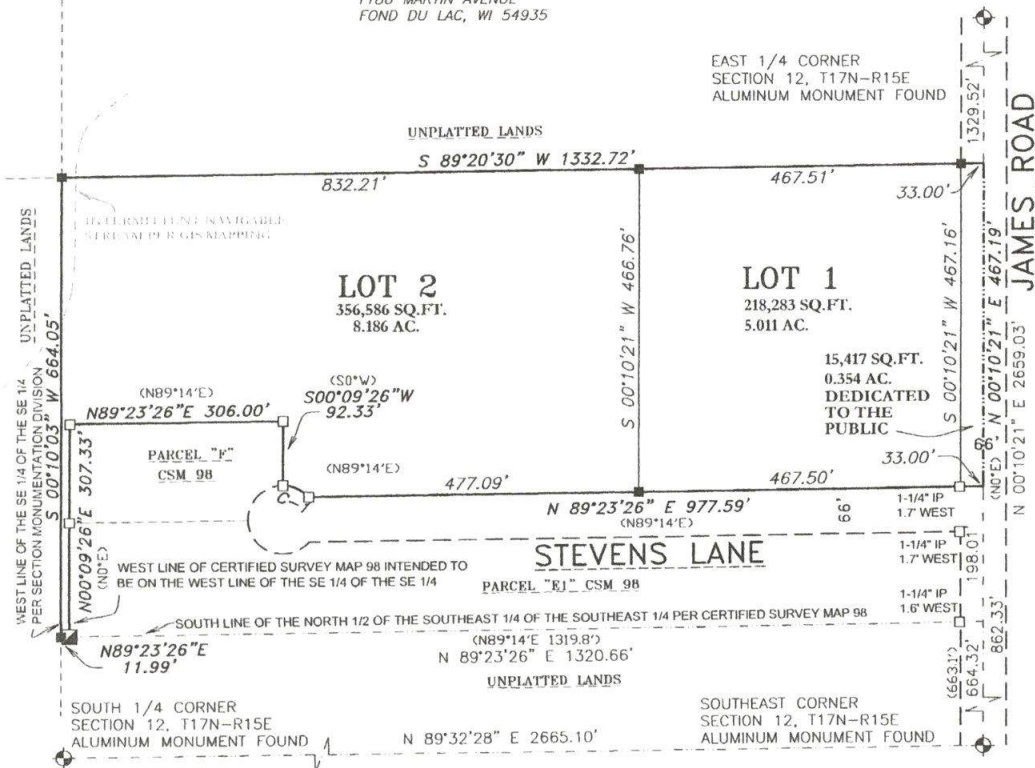 FOND DU LAC, WI 54935
EAST 1/4 CORNER
SECTION 12, T17N-R15E
ALUMINUM MONUMENT FOUND
1329.52'
JAMES ROAD
UNPLATTED LANDS
S 89°20'30" W 1332.72'
832.21'
467.51'
33.00'
INTERMITTENT NAVIGABLE
STREAM PER GIS MAPPING
UNPLATTED LANDS
LOT 2
356,586 SQ.FT.
8.186 AC.
S 00°10'21" W 466.76'
LOT 1
218,283 SQ.FT.
5.011 AC.
S 00°10'21" W 467.16'
(N0°E) - N 00°10'21" E 467.19'
N 00°10'21" E 2659.03'
15,417 SQ.FT.
0.354 AC.
DEDICATED
TO THE
PUBLIC
66'
WEST LINE OF THE SE 1/4 OF THE SE 1/4
PER SECTION MONUMENTATION DIVISION
S 00°10'03" W 664.05'
(N89°14'E)
N89°23'26"E 306.00'
(S0°W)
S00°09'26"W
92.33'
N00°09'26"E 307.33'
(N0°E)
PARCEL "F"
CSM 98
(N89°14'E)
477.09'
467.50'
33.00'
C-1
N 89°23'26" E 977.59'
(N89°14'E)
66'
1-1/4" IP
1.7' WEST
STEVENS LANE
1-1/4" IP
1.7' WEST
198.01
WEST LINE OF CERTIFIED SURVEY MAP 98 INTENDED TO
BE ON THE WEST LINE OF THE SE 1/4 OF THE SE 1/4
PARCEL "E1" CSM 98
1-1/4" IP
1.6' WEST
862.33'
SOUTH LINE OF THE NORTH 1/2 OF THE SOUTHEAST 1/4 OF THE SOUTHEAST 1/4 PER CERTIFIED SURVEY MAP 98
N89°23'26"E
11.99'
(N89°14'E 1319.8')
N 89°23'26" E 1320.66'
(663.1')
664.32'
UNPLATTED LANDS
SOUTH 1/4 CORNER
SECTION 12, T17N-R15E
ALUMINUM MONUMENT FOUND
N 89°32'28" E 2665.10'
SOUTHEAST CORNER
SECTION 12, T17N-R15E
ALUMINUM MONUMENT FOUND